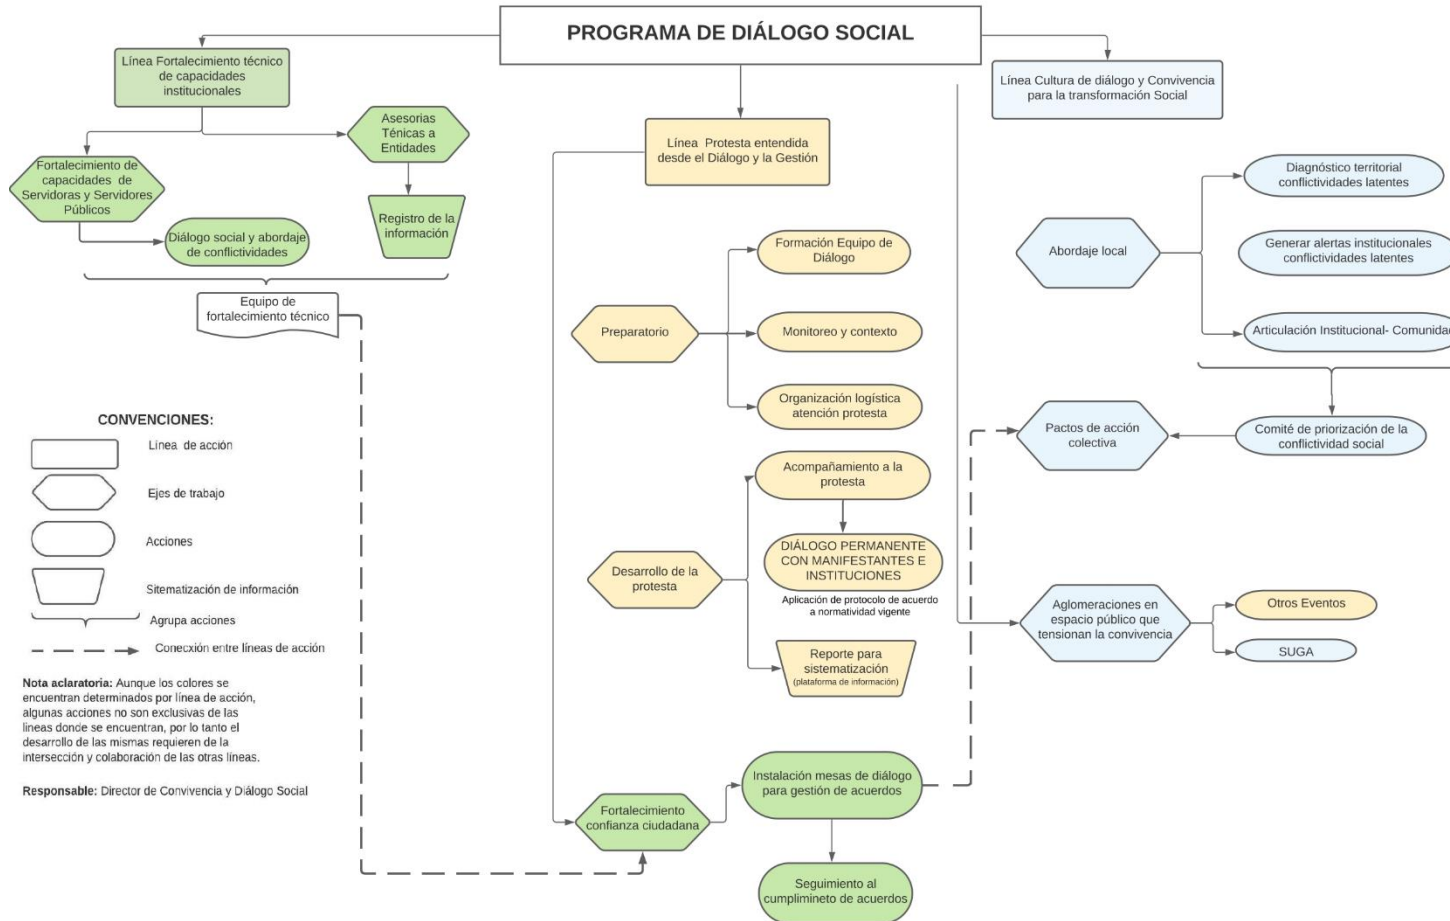 PROGRAMA DE DIÁLOGO SOCIAL
Línea Fortalecimiento técnico
de capacidades
institucionales
Asesorias
Ténicas a
Entidades
Fortalecimiento de
capacidades de
Servidoras y Servidores
Públicos
Registro de la
información
Diálogo social y abordaje
de conflictividades
Equipo de
fortalecimiento técnico
CONVENCIONES:
Línea de acción
Ejes de trabajo
Acciones
Sitematización de información
Agrupa acciones
Conecxión entre líneas de acción
Nota aclaratoria: Aunque los colores se
encuentran determinados por línea de acción,
algunas acciones no son exclusivas de las
lineas donde se encuentran, por lo tanto el
desarrollo de las mismas requieren de la
intersección y colaboración de las otras líneas.
Responsable: Director de Convivencia y Diálogo Social
Línea Protesta entendida
desde el Diálogo y la Gestión
Preparatorio
Formación Equipo de
Diálogo
Monitoreo y contexto
Organización logística
atención protesta
Desarrollo de la
protesta
Acompañamiento a la
protesta
DIÁLOGO PERMANENTE
CON MANIFESTANTES E
INSTITUCIONES
Aplicación de protocolo de acuerdo
a normatividad vigente
Reporte para
sistematización
(plataforma de información)
Fortalecimiento
confianza ciudadana
Instalación mesas de diálogo
para gestión de acuerdos
Seguimiento al
cumplimineto de acuerdos
Línea Cultura de diálogo y Convivencia
para la transformación Social
Abordaje local
Diagnóstico territorial
conflictividades latentes
Generar alertas institucionales
conflictividades latentes
Articulación Institucional- Comunidad
Comité de priorización de la
conflictividad social
Pactos de acción
colectiva
Aglomeraciones en
espacio público que
tensionan la convivencia
Otros Eventos
SUGA